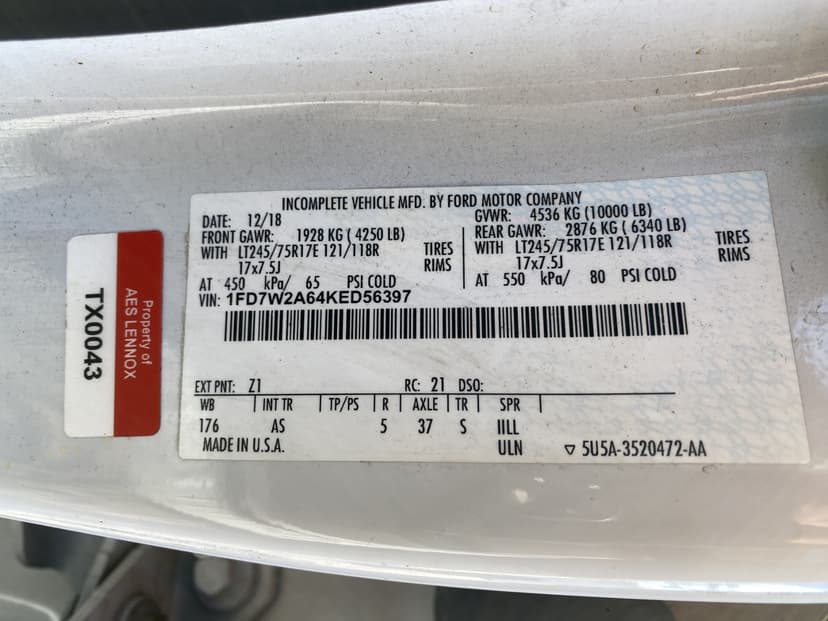 INCOMPLETE VEHICLE MFD. BY FORD MOTOR COMPANY
DATE: 12/18
GVWR: 4536 KG (10000 LB)
FRONT GAWR: 1928 KG ( 4250 LB)
REAR GAWR: 2876 KG ( 6340 LB)
WITH LT245/75R17E 121/118R TIRES
WITH LT245/75R17E 121/118R TIRES
17x7.5J RIMS
17x7.5J RIMS
AT 450 kPa/ 65 PSI COLD
AT 550 kPa/ 80 PSI COLD
VIN: 1FD7W2A64KED56397
EXT PNT: Z1 RC: 21 DSO:
WB INT TR TP/PS R AXLE TR SPR
176 AS 5 37 S IILL
MADE IN U.S.A. ULN ▽ 5U5A-3520472-AA
Property of
AES LENNOX
TX0043